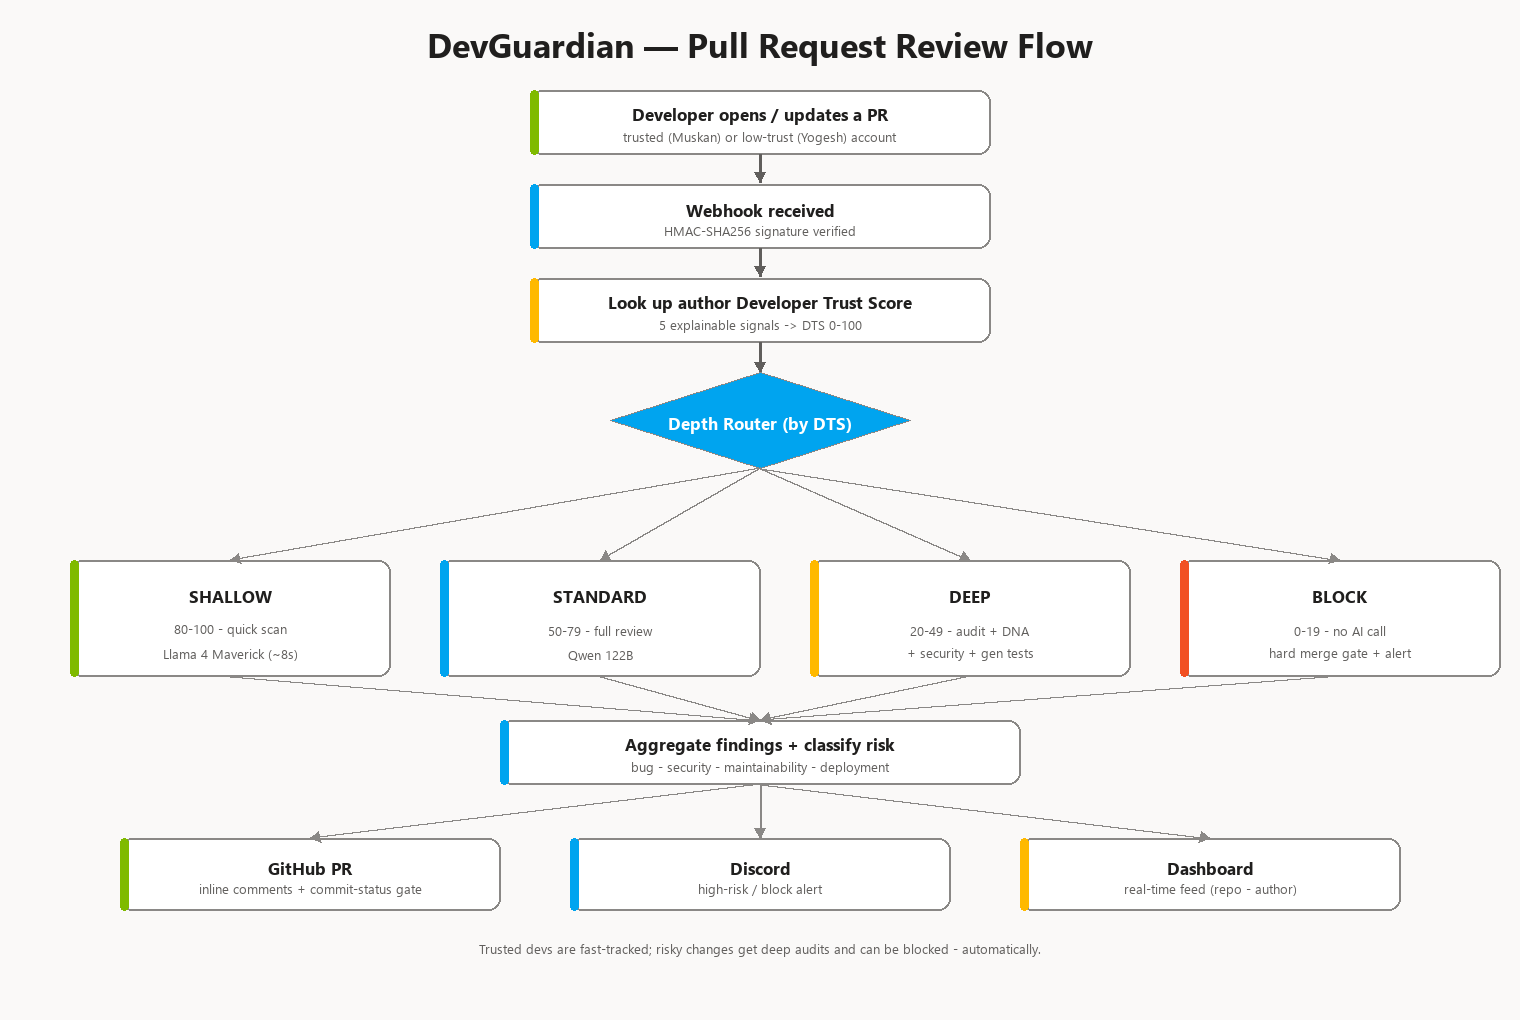 DevGuardian — Pull Request Review Flow
Developer opens / updates a PR
trusted (Muskan) or low-trust (Yogesh) account
Webhook received
HMAC-SHA256 signature verified
Look up author Developer Trust Score
5 explainable signals -> DTS 0-100
Depth Router (by DTS)
SHALLOW
80-100 - quick scan
Llama 4 Maverick (~8s)
STANDARD
50-79 - full review
Qwen 122B
DEEP
20-49 - audit + DNA
+ security + gen tests
BLOCK
0-19 - no AI call
hard merge gate + alert
Aggregate findings + classify risk
bug - security - maintainability - deployment
GitHub PR
inline comments + commit-status gate
Discord
high-risk / block alert
Dashboard
real-time feed (repo - author)
Trusted devs are fast-tracked; risky changes get deep audits and can be blocked - automatically.